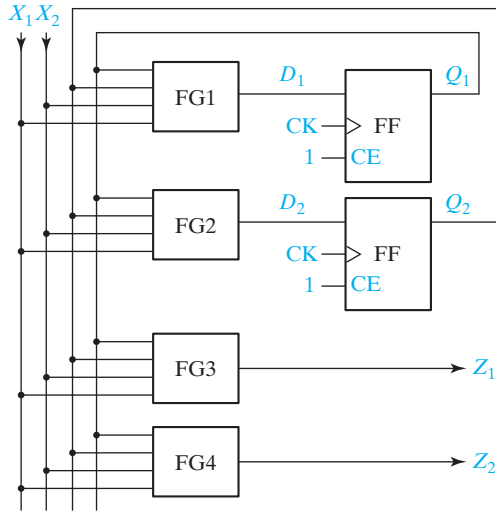 X₁ X₂
FG1
D₁
CK
1
CE
FF
Q₁
FG2
D₂
CK
1
CE
FF
Q₂
FG3
Z₁
FG4
Z₂